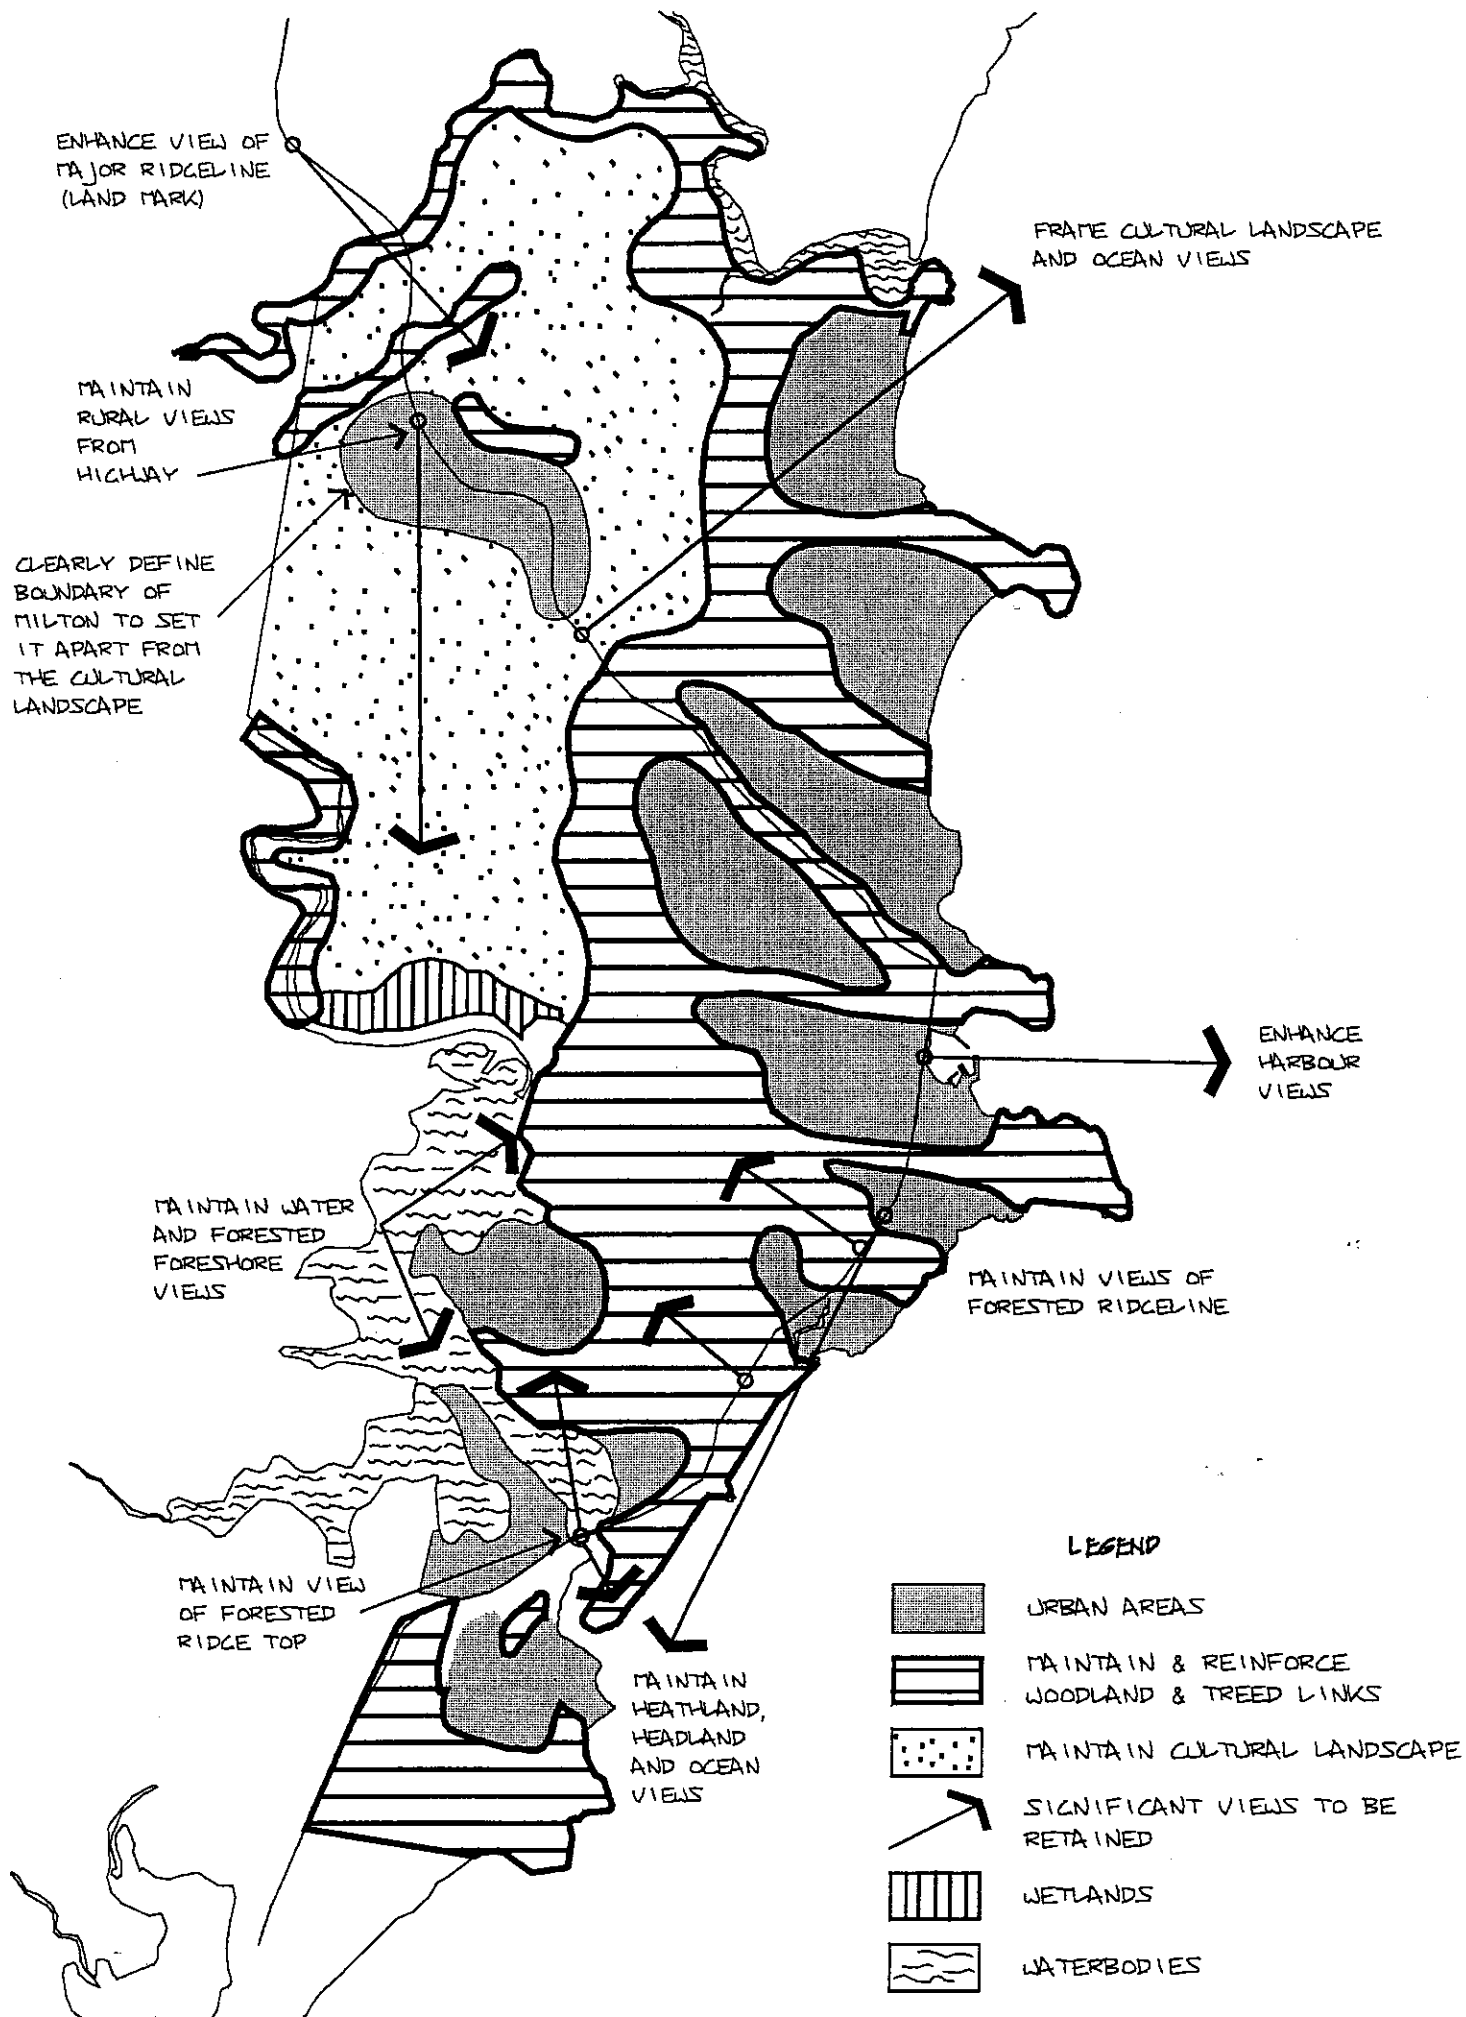 ENHANCE VIEW OF
MAJOR RIDGELINE
(LAND MARK)
FRAME CULTURAL LANDSCAPE
AND OCEAN VIEWS
MAINTAIN
RURAL VIEWS
FROM
HIGHWAY
CLEARLY DEFINE
BOUNDARY OF
MILTON TO SET
IT APART FROM
THE CULTURAL
LANDSCAPE
ENHANCE
HARBOUR
VIEWS
MAINTAIN WATER
AND FORESTED
FORESHORE
VIEWS
MAINTAIN VIEWS OF
FORESTED RIDGELINE
MAINTAIN VIEW
OF FORESTED
RIDGE TOP
MAINTAIN
HEATHLAND,
HEADLAND
AND OCEAN
VIEWS
LEGEND
URBAN AREAS
MAINTAIN & REINFORCE
WOODLAND & TREED LINKS
MAINTAIN CULTURAL LANDSCAPE
SIGNIFICANT VIEWS TO BE
RETAINED
WETLANDS
WATERBODIES